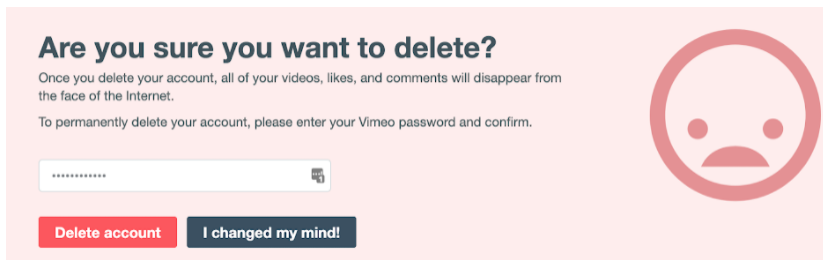 Are you sure you want to delete?
Once you delete your account, all of your videos, likes, and comments will disappear from
the face of the Internet.
To permanently delete your account, please enter your Vimeo password and confirm.
••••••••••••
Delete account
I changed my mind!